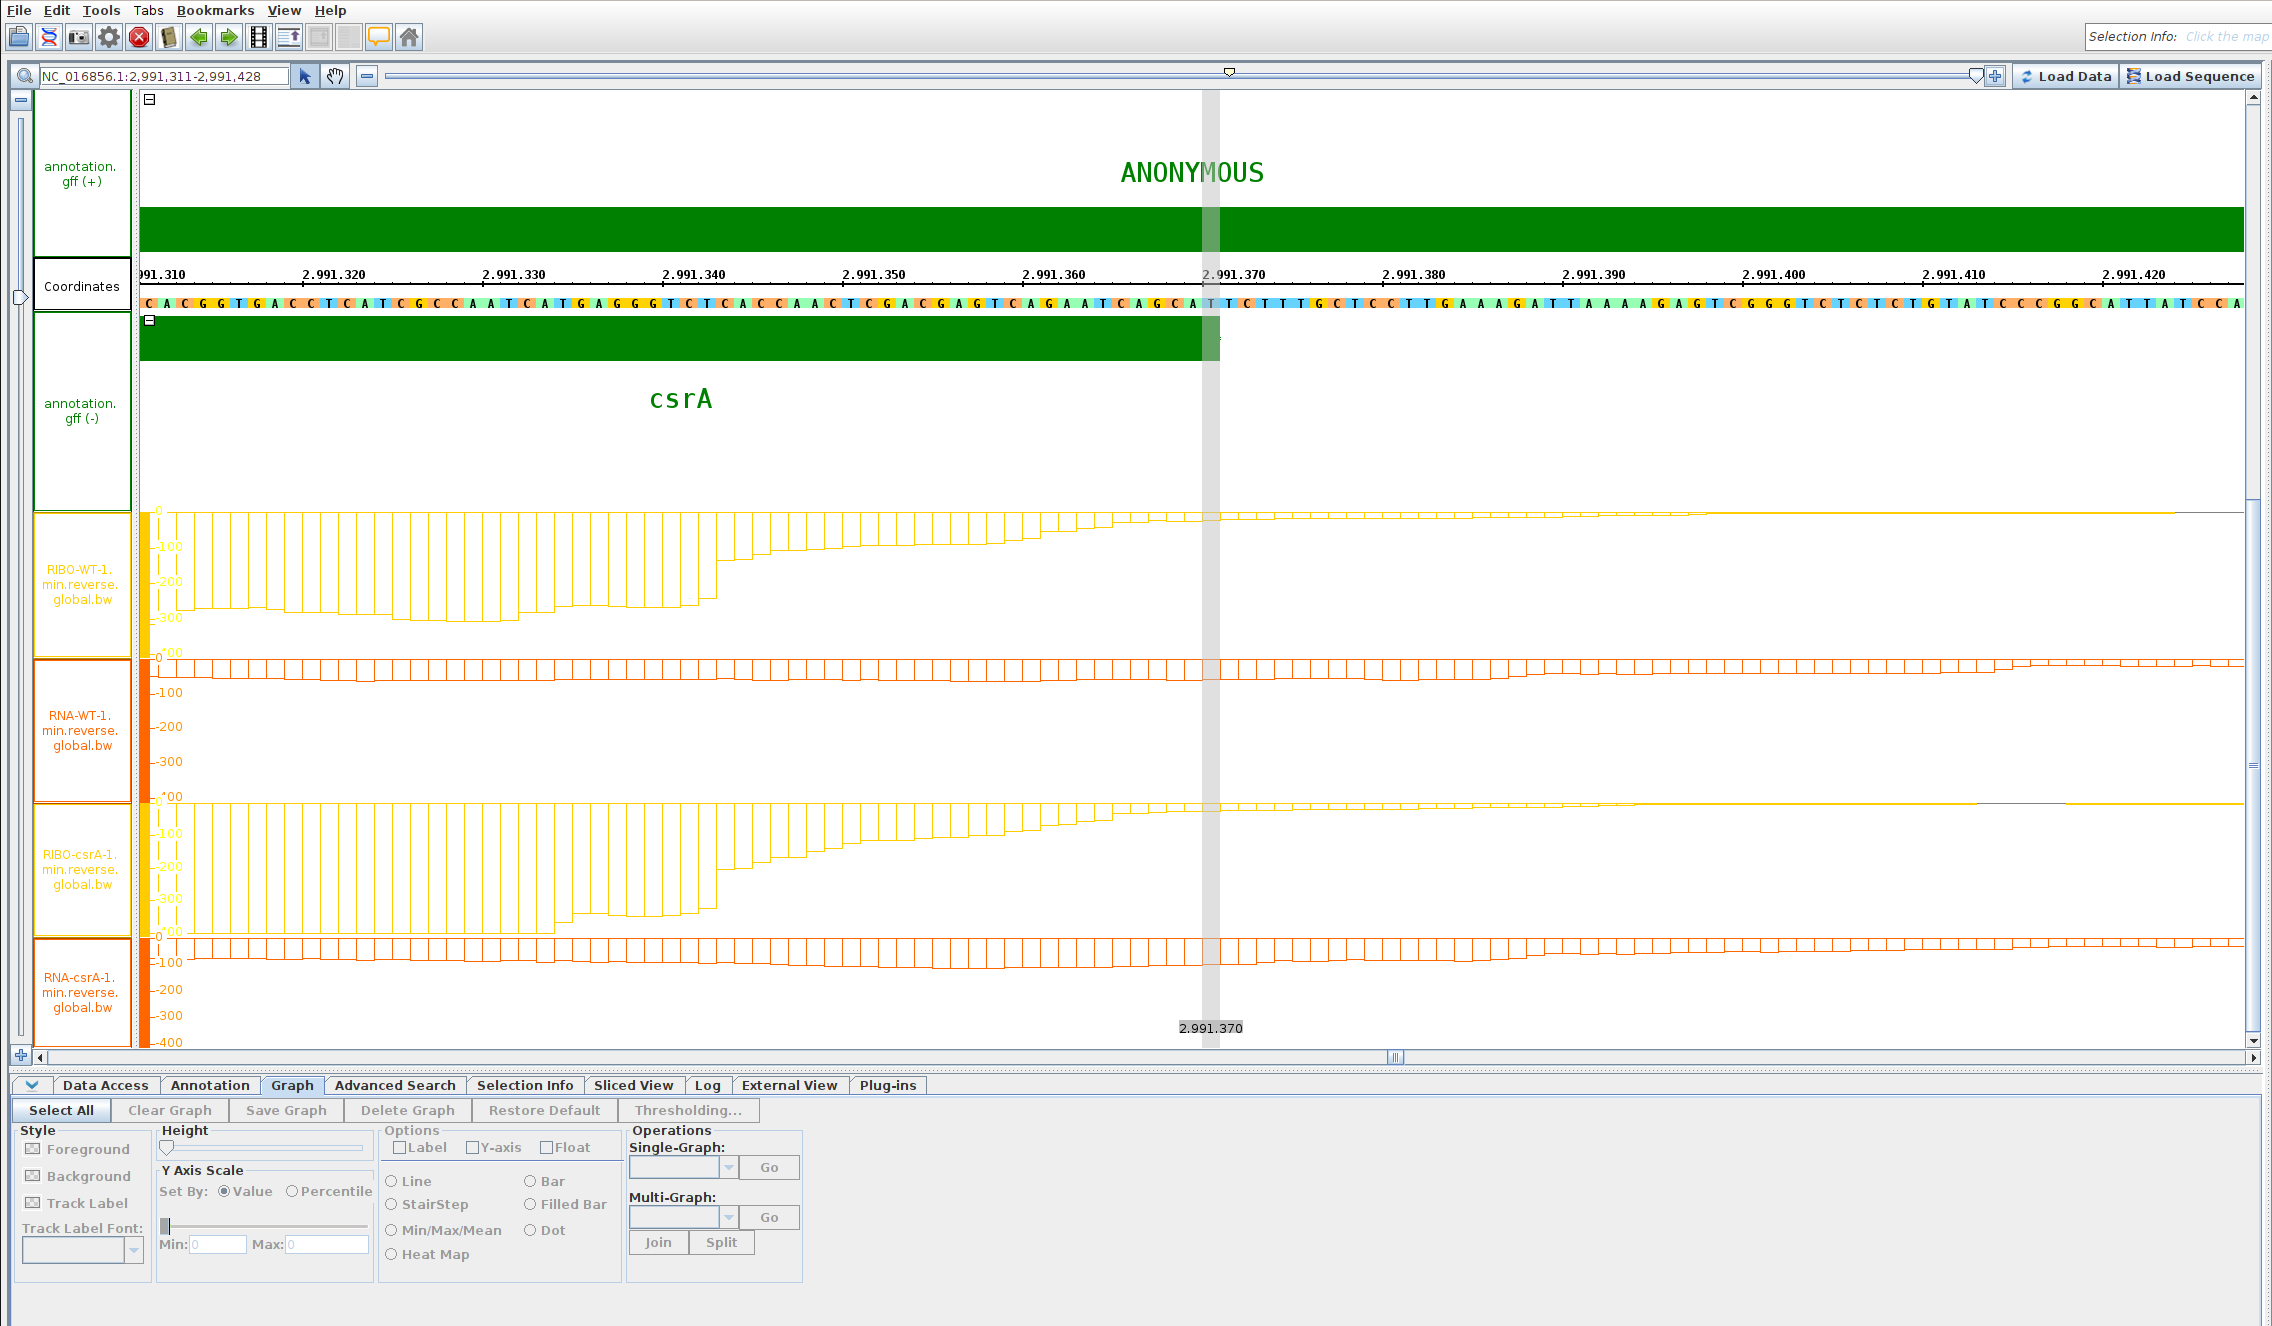 File Edit Tools Tabs Bookmarks View Help
Selection Info: Click the map
NC_016856.1:2,991,311-2,991,428
Load Data
Load Sequence
annotation.
gff (+)
ANONYMOUS
Coordinates
991.310 2.991.320 2.991.330 2.991.340 2.991.350 2.991.360 2.991.370 2.991.380 2.991.390 2.991.400 2.991.410 2.991.420
CACGGTGACCTCATCGCCAATCATGAGGGTCTCACCAACTCGACGAGTCAGAATCAGCATTCTTTGCTCCTTGAAAGATTAAAAGAGTCGGGTCTCTCTGTATCCCGGCATTATCCA
annotation.
gff (-)
csrA
RIBO-WT-1.
min.reverse.
global.bw
0
-100
-200
-300
-400
RNA-WT-1.
min.reverse.
global.bw
0
-100
-200
-300
-400
RIBO-csrA-1.
min.reverse.
global.bw
0
-100
-200
-300
-400
RNA-csrA-1.
min.reverse.
global.bw
0
-100
-200
-300
-400
2.991.370
Data Access Annotation Graph Advanced Search Selection Info Sliced View Log External View Plug-ins
Select All Clear Graph Save Graph Delete Graph Restore Default Thresholding...
Style
Foreground
Background
Track Label
Track Label Font:
Height
Y Axis Scale
Set By: Value Percentile
Min: 0 Max: 0
Options
Label Y-axis Float
Line Bar
StairStep Filled Bar
Min/Max/Mean Dot
Heat Map
Operations
Single-Graph:
Go
Multi-Graph:
Go
Join Split